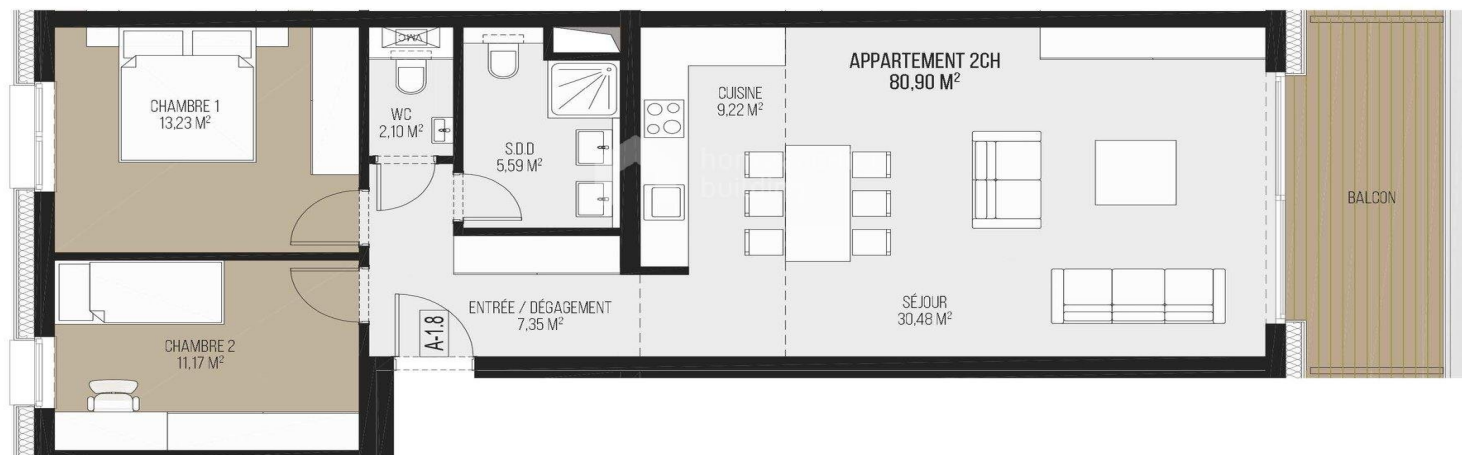 APPARTEMENT 2CH
80,90 M²
CHAMBRE 1
13,23 M²
VMC
WC
2,10 M²
S.D.D
5,59 M²
CUISINE
9,22 M²
BALCON
ENTRÉE / DÉGAGEMENT
7,35 M²
A-1.8
SÉJOUR
30,48 M²
CHAMBRE 2
11,17 M²